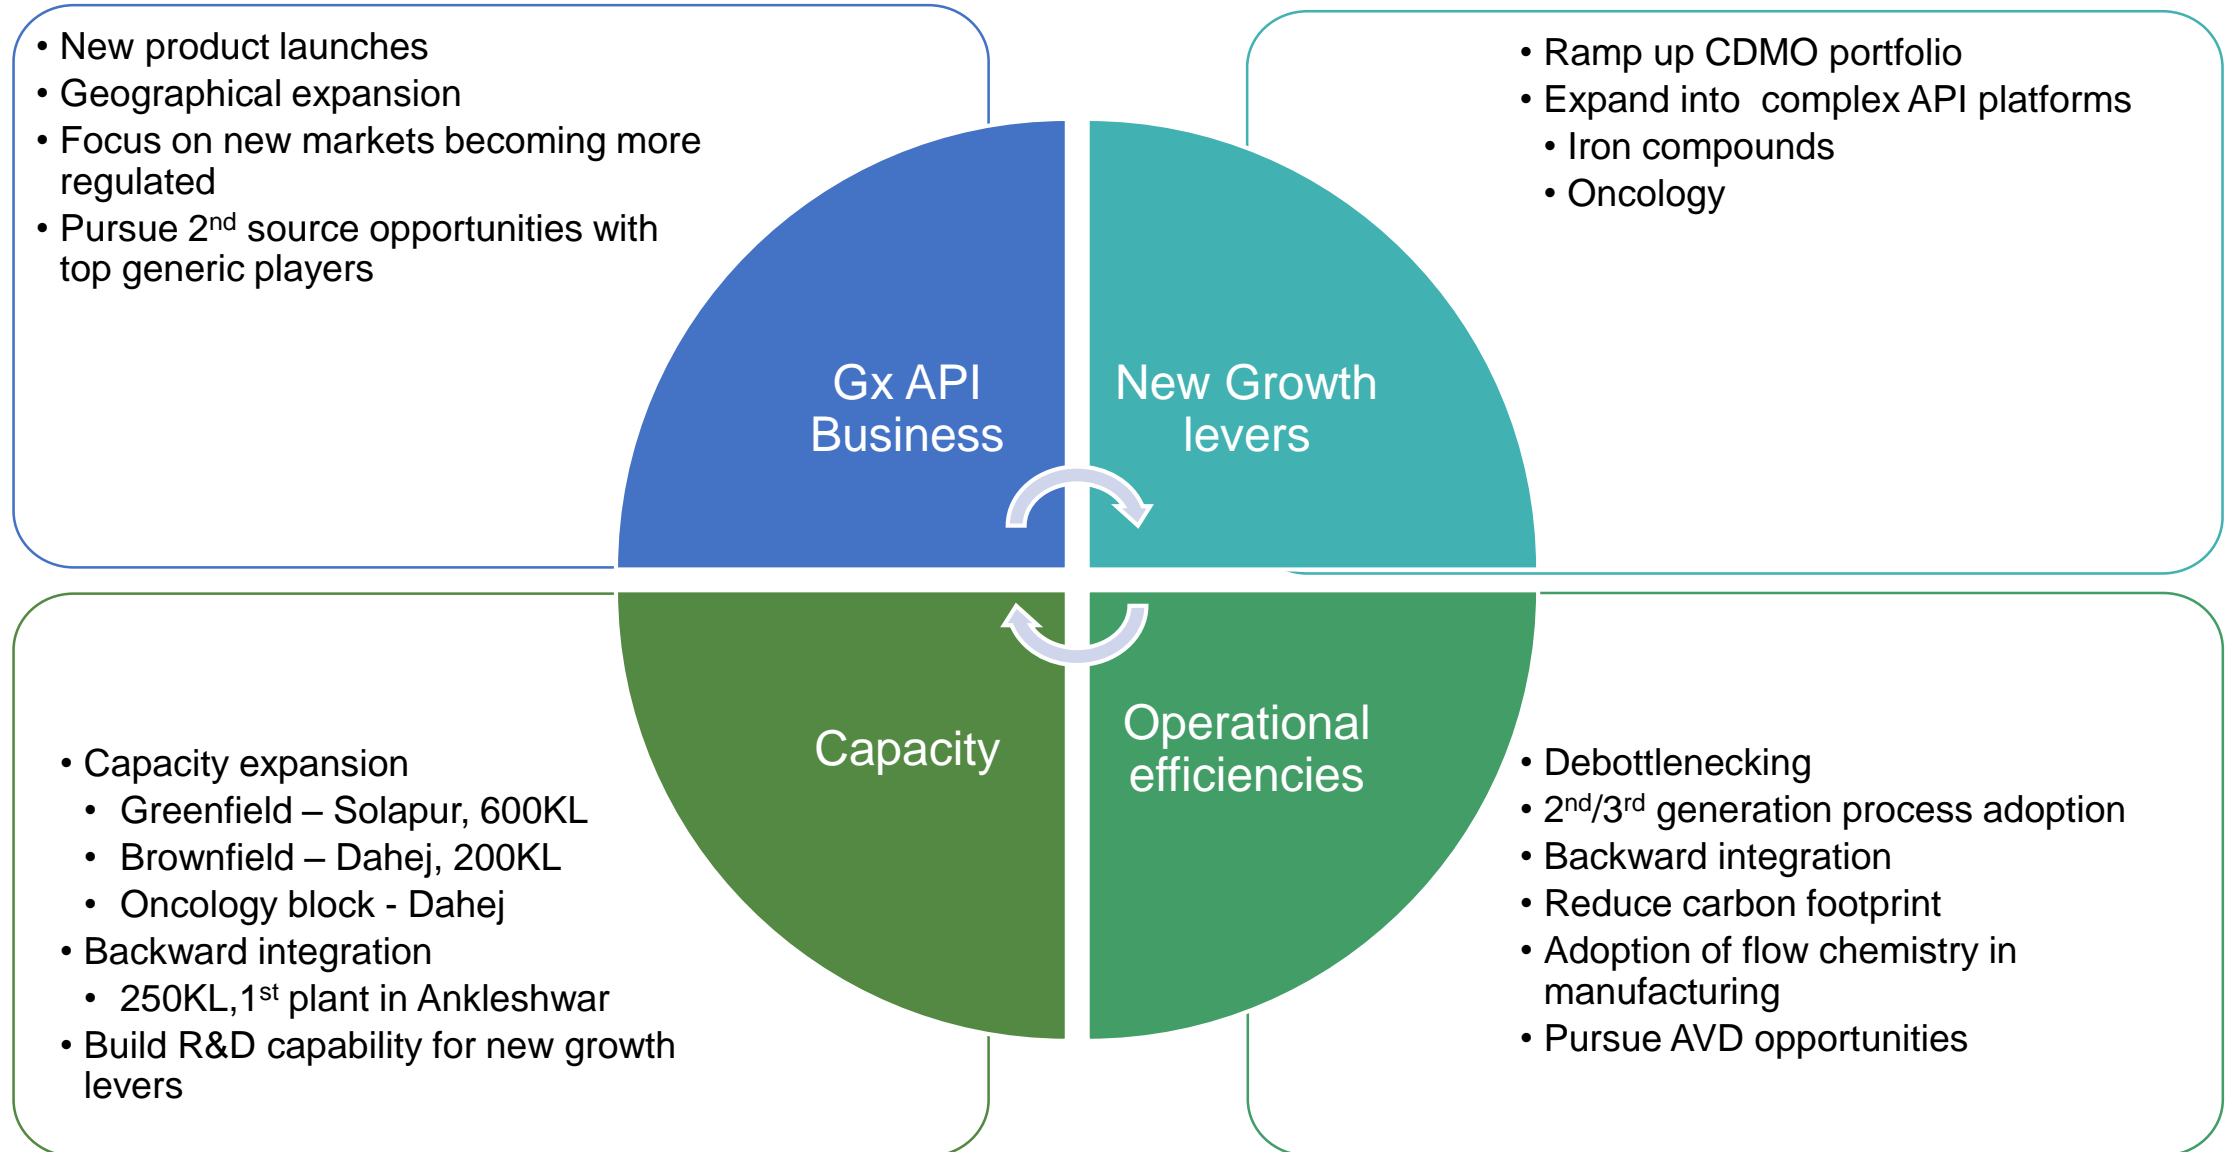 • New product launches
• Geographical expansion
• Focus on new markets becoming more
regulated
• Pursue 2nd source opportunities with
top generic players
• Ramp up CDMO portfolio
• Expand into  complex API platforms
• Iron compounds
• Oncology
Gx API
Business
New Growth
levers
Capacity
Operational
efficiencies
• Capacity expansion
• Greenfield – Solapur, 600KL
• Brownfield – Dahej, 200KL
• Oncology block - Dahej
• Backward integration
• 250KL,1st plant in Ankleshwar
• Build R&D capability for new growth
levers
• Debottlenecking
• 2nd/3rd generation process adoption
• Backward integration
• Reduce carbon footprint
• Adoption of flow chemistry in
manufacturing
• Pursue AVD opportunities